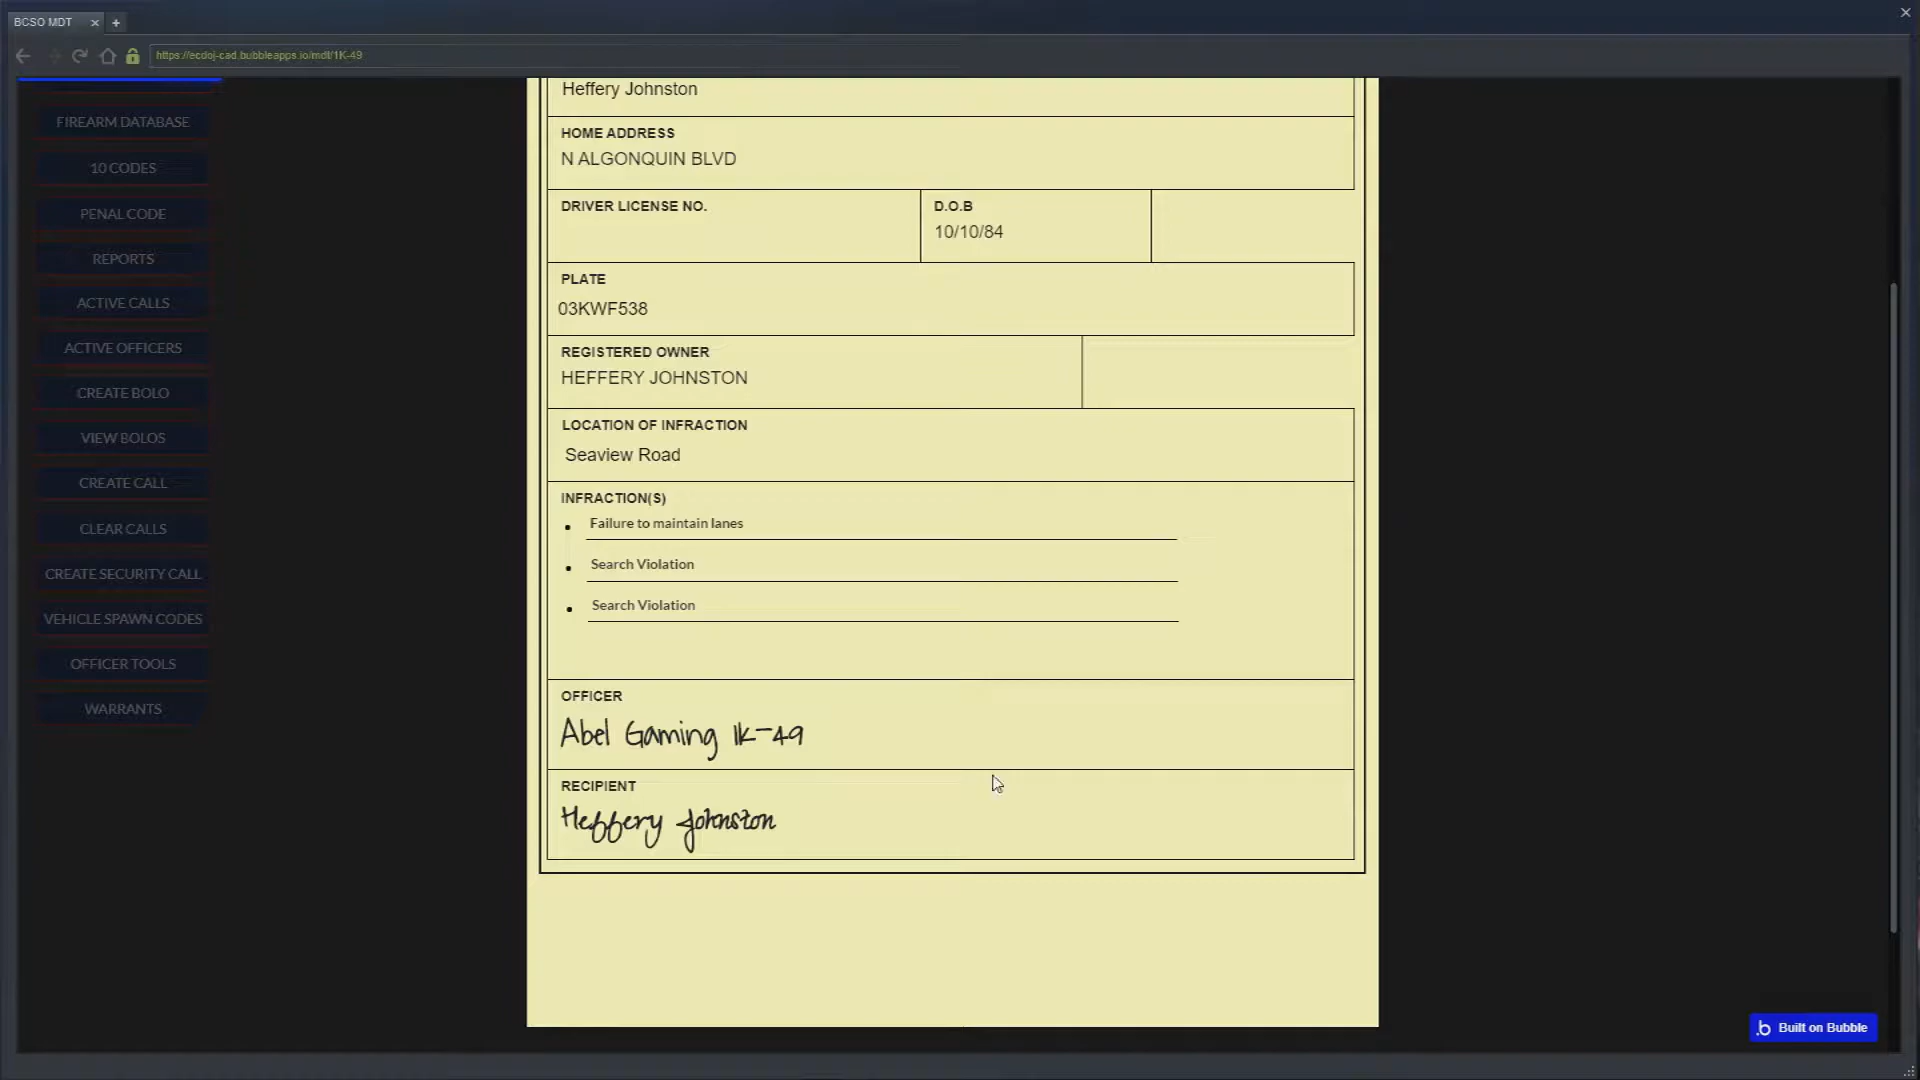 BCSO MDT
https://ecdoj-cad.bubbleapps.io/mdt/1K-49
FIREARM DATABASE
10 CODES
PENAL CODE
REPORTS
ACTIVE CALLS
ACTIVE OFFICERS
CREATE BOLO
VIEW BOLOS
CREATE CALL
CLEAR CALLS
CREATE SECURITY CALL
VEHICLE SPAWN CODES
OFFICER TOOLS
WARRANTS
Heffery Johnston
HOME ADDRESS
N ALGONQUIN BLVD
DRIVER LICENSE NO.
D.O.B
10/10/84
PLATE
03KWF538
REGISTERED OWNER
HEFFERY JOHNSTON
LOCATION OF INFRACTION
Seaview Road
INFRACTION(S)
Failure to maintain lanes
Search Violation
Search Violation
OFFICER
Abel Gaming 1k-49
RECIPIENT
Heffery Johnston
Built on Bubble